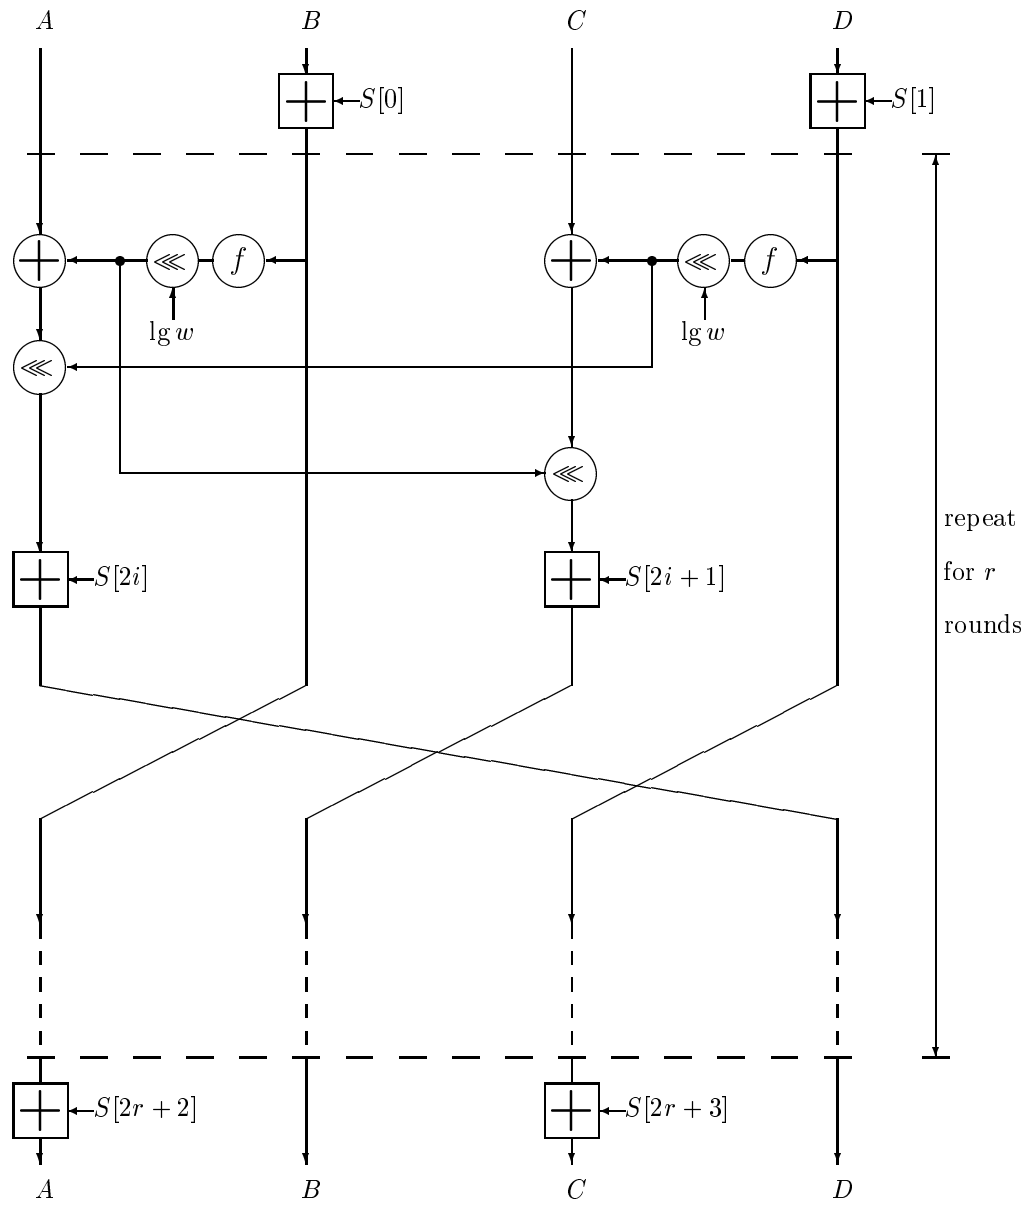 A B C D
S[0] S[1]
⋘ f ⋘ f
lg w lg w
⋘
⋘
repeat
S[2i] S[2i + 1] for r
rounds
S[2r + 2] S[2r + 3]
A B C D